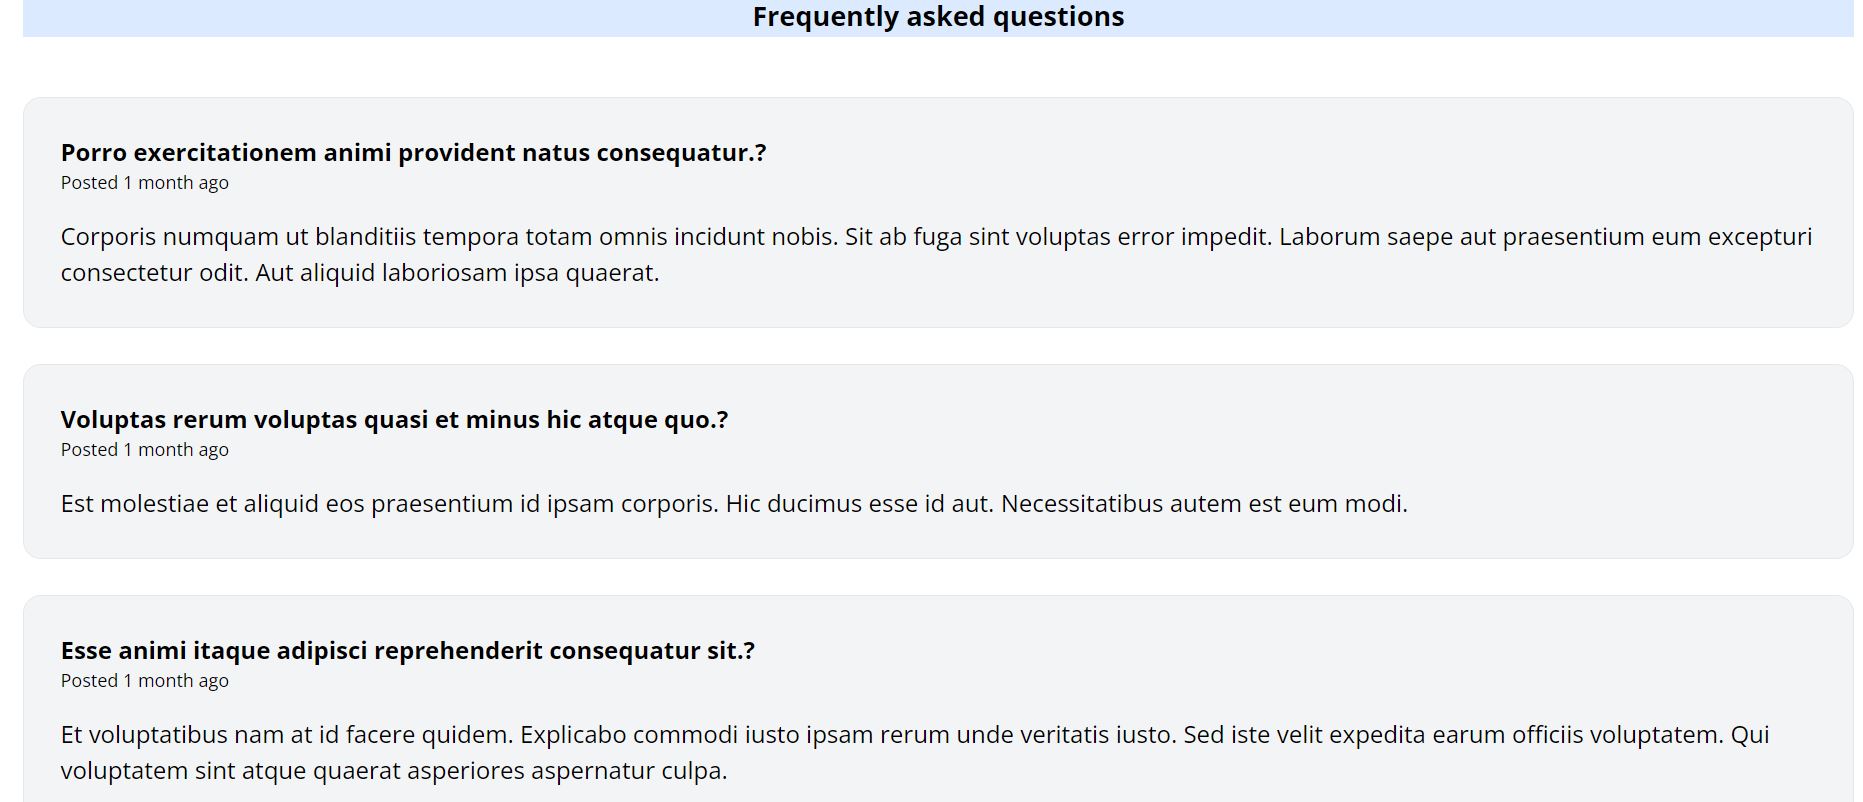 Frequently asked questions
Porro exercitationem animi provident natus consequatur.?
Posted 1 month ago
Corporis numquam ut blanditiis tempora totam omnis incidunt nobis. Sit ab fuga sint voluptas error impedit. Laborum saepe aut praesentium eum excepturi
consectetur odit. Aut aliquid laboriosam ipsa quaerat.
Voluptas rerum voluptas quasi et minus hic atque quo.?
Posted 1 month ago
Est molestiae et aliquid eos praesentium id ipsam corporis. Hic ducimus esse id aut. Necessitatibus autem est eum modi.
Esse animi itaque adipisci reprehenderit consequatur sit.?
Posted 1 month ago
Et voluptatibus nam at id facere quidem. Explicabo commodi iusto ipsam rerum unde veritatis iusto. Sed iste velit expedita earum officiis voluptatem. Qui
voluptatem sint atque quaerat asperiores aspernatur culpa.